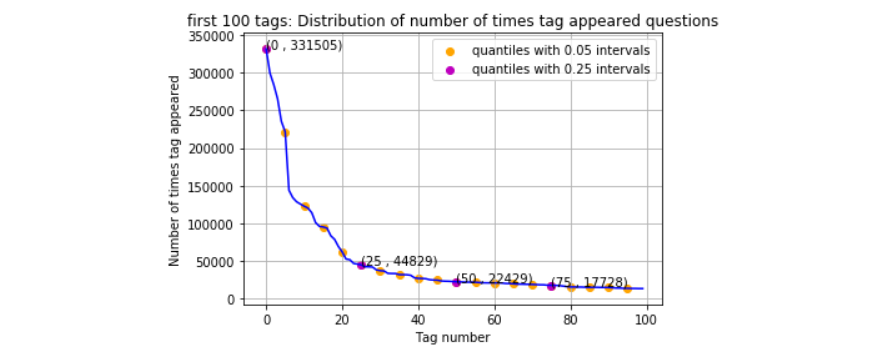 first 100 tags: Distribution of number of times tag appeared questions
350000
300000
250000
200000
150000
100000
50000
0
Number of times tag appeared
(0 , 331505)
quantiles with 0.05 intervals
quantiles with 0.25 intervals
(25 , 44829)
(50 , 22429)
(75 , 17728)
0 20 40 60 80 100
Tag number